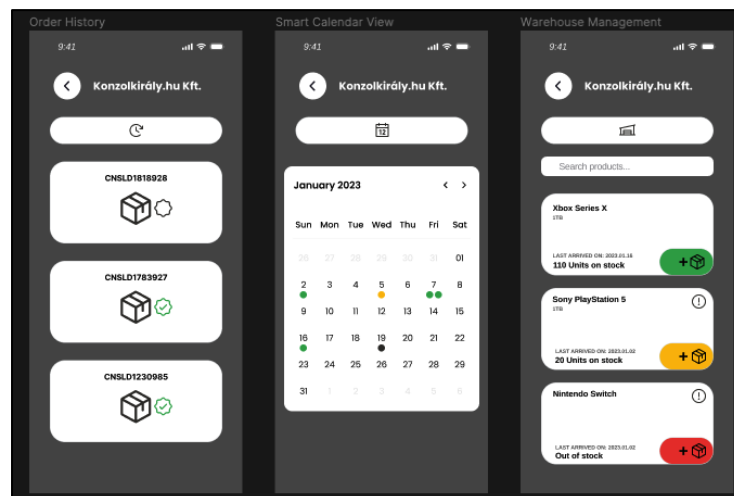 Order History
9:41
Konzolkirály.hu Kft.
CNSLD1818928
CNSLD1783927
CNSLD1230985
Smart Calendar View
9:41
Konzolkirály.hu Kft.
12
January 2023
Sun Mon Tue Wed Thu Fri Sat
26 27 28 29 30 31 01
2 3 4 5 6 7 8
9 10 11 12 13 14 15
16 17 18 19 20 21 22
23 24 25 26 27 28 29
31 1 2 3 4 5 6
Warehouse Management
9:41
Konzolkirály.hu Kft.
Search products...
Xbox Series X
1TB
LAST ARRIVED ON: 2023.01.16
110 Units on stock
Sony PlayStation 5
1TB
LAST ARRIVED ON: 2023.01.02
20 Units on stock
Nintendo Switch
LAST ARRIVED ON: 2023.01.02
Out of stock